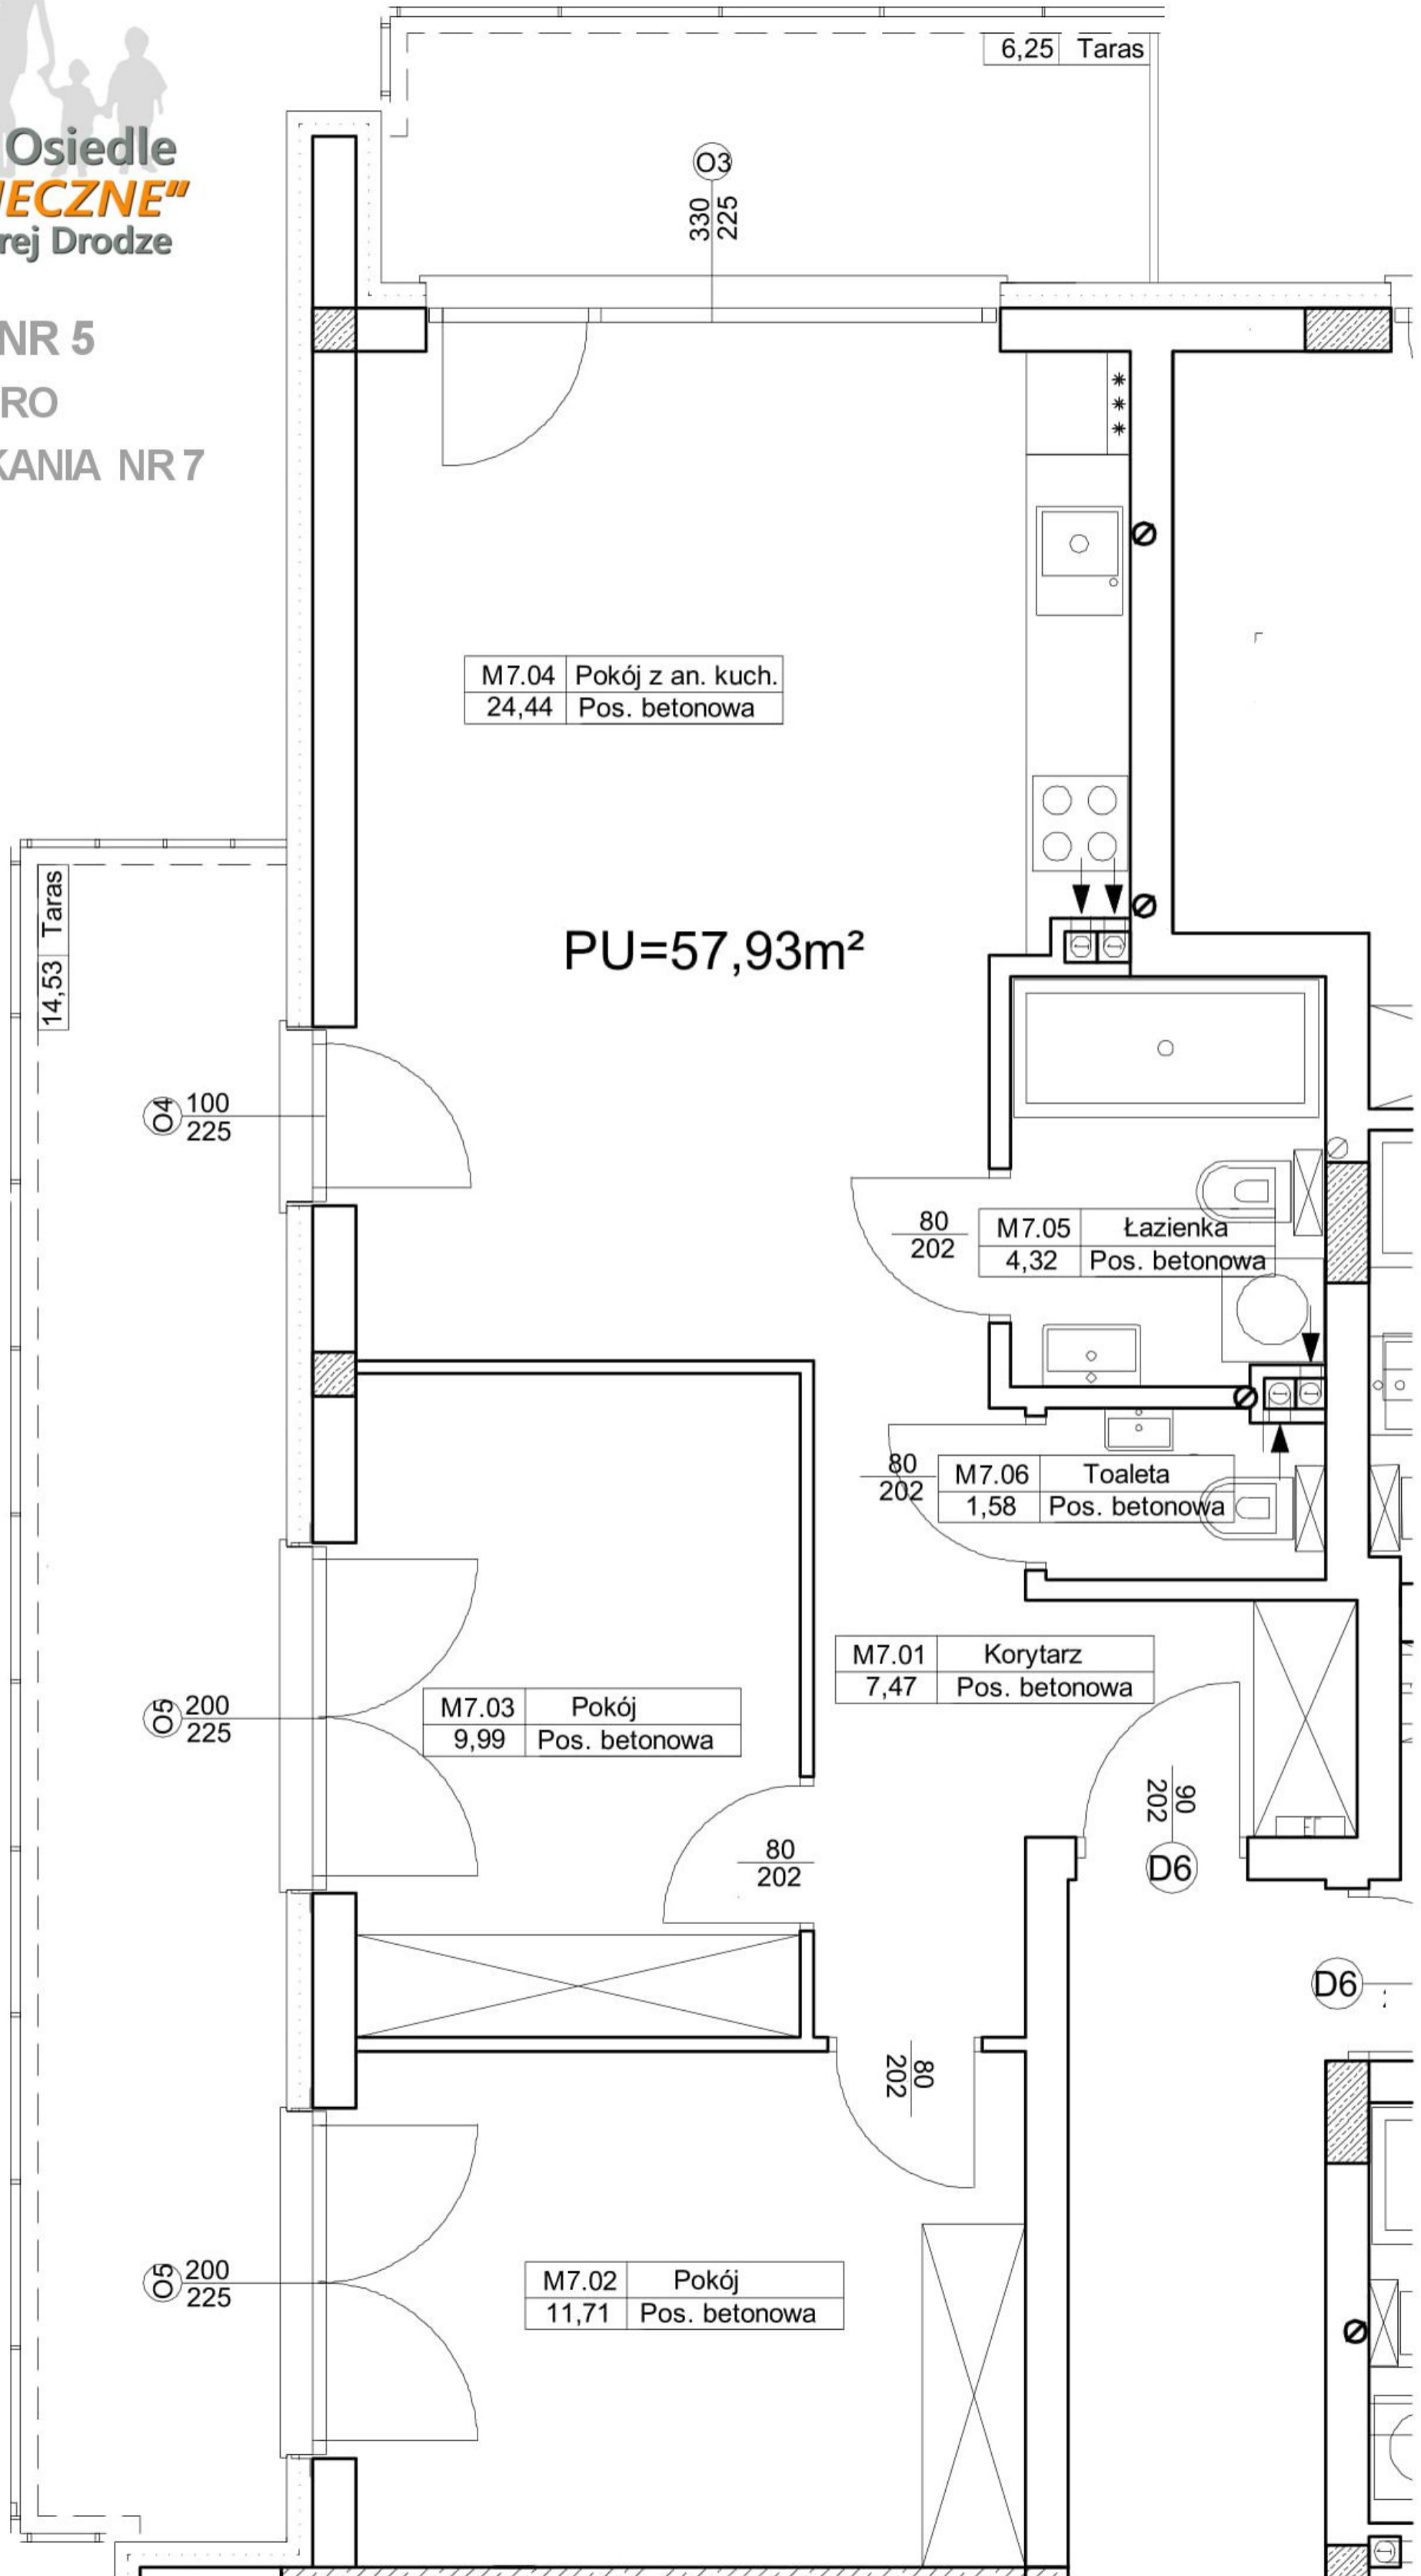 Osiedle
IECZNE"
rej Drodze
NR 5
RO
KANIA NR 7
6,25 Taras
O3
330
225
M7.04 Pokój z an. kuch.
24,44 Pos. betonowa
PU=57,93m²
14,53 Taras
O4 100
225
80
202
M7.05 Łazienka
4,32 Pos. betonowa
80
202
M7.06 Toaleta
1,58 Pos. betonowa
M7.01 Korytarz
7,47 Pos. betonowa
O5 200
225
M7.03 Pokój
9,99 Pos. betonowa
90
202
D6
80
202
D6
80
202
O5 200
225
M7.02 Pokój
11,71 Pos. betonowa